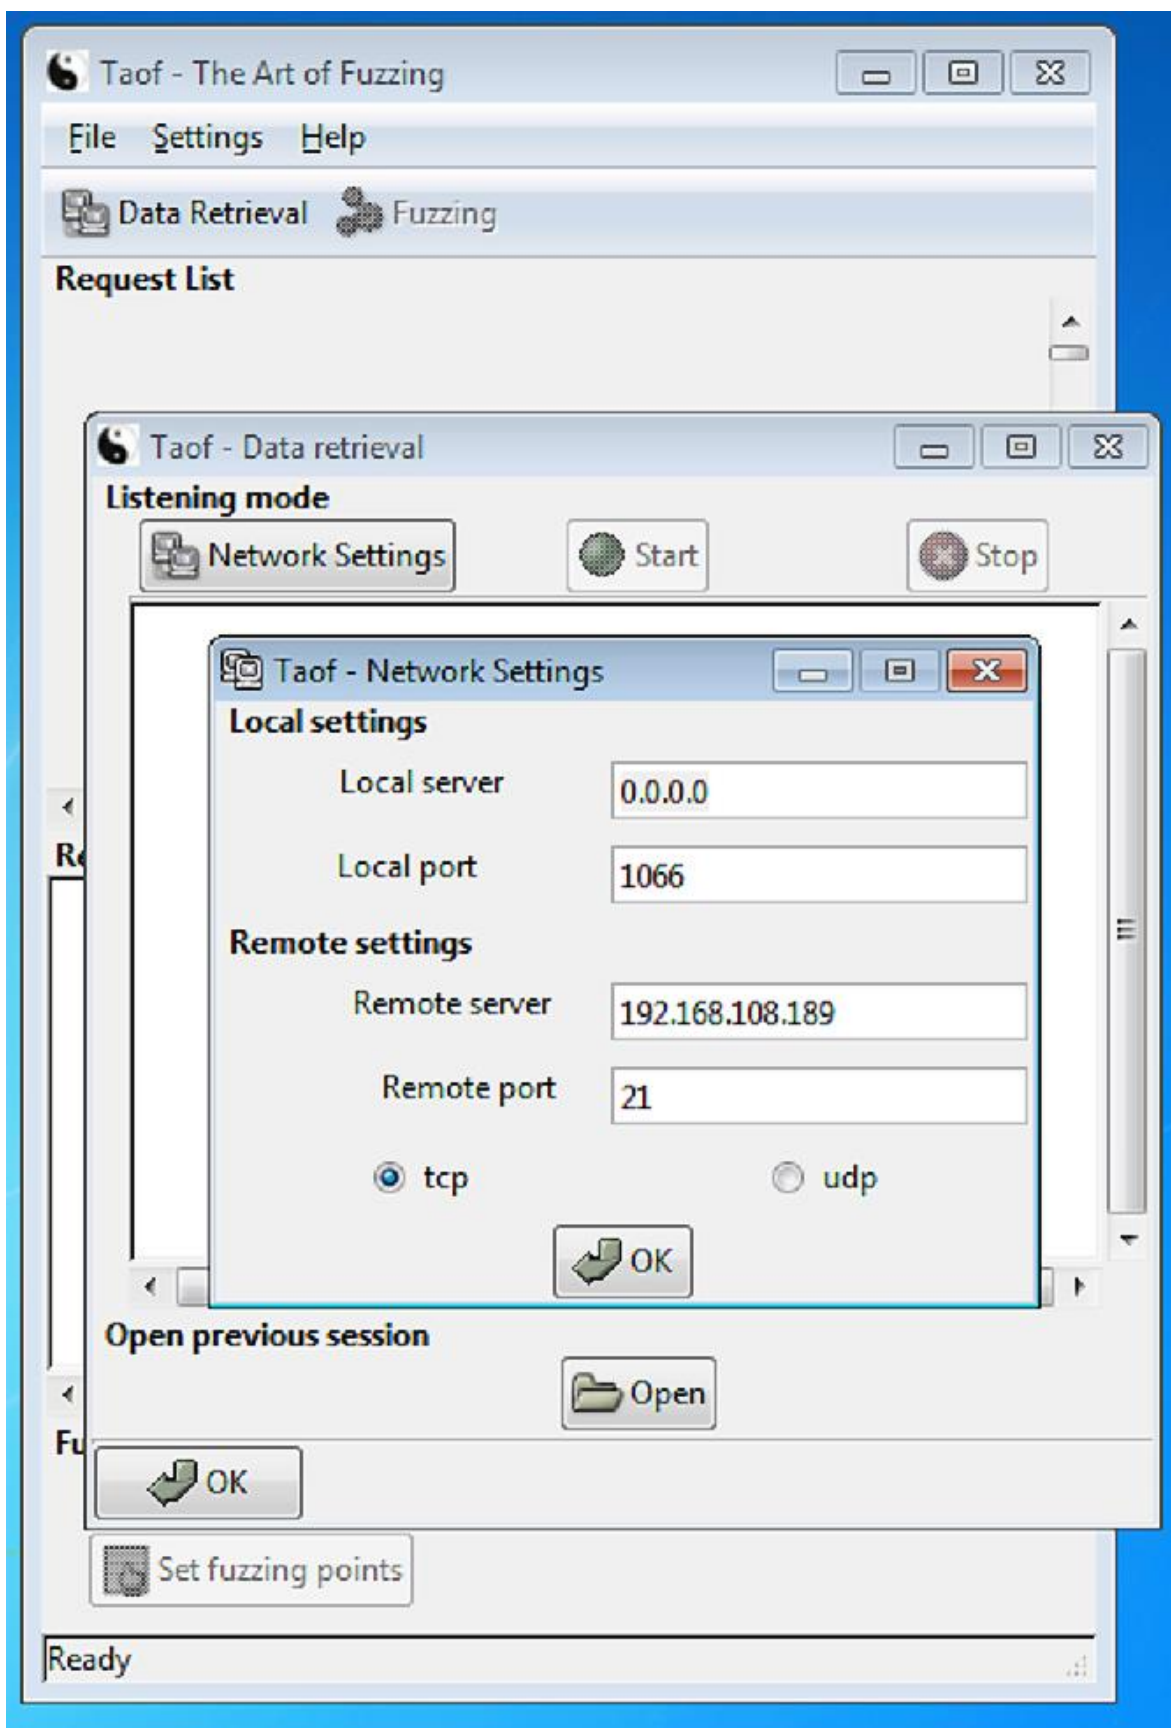 Taof - The Art of Fuzzing
File Settings Help
Data Retrieval Fuzzing
Request List
Taof - Data retrieval
Listening mode
Network Settings Start Stop
Taof - Network Settings
Local settings
Local server 0.0.0.0
Local port 1066
Re
Remote settings
Remote server 192.168.108.189
Remote port 21
tcp udp
OK
Open previous session
Open
Fu
OK
Set fuzzing points
Ready